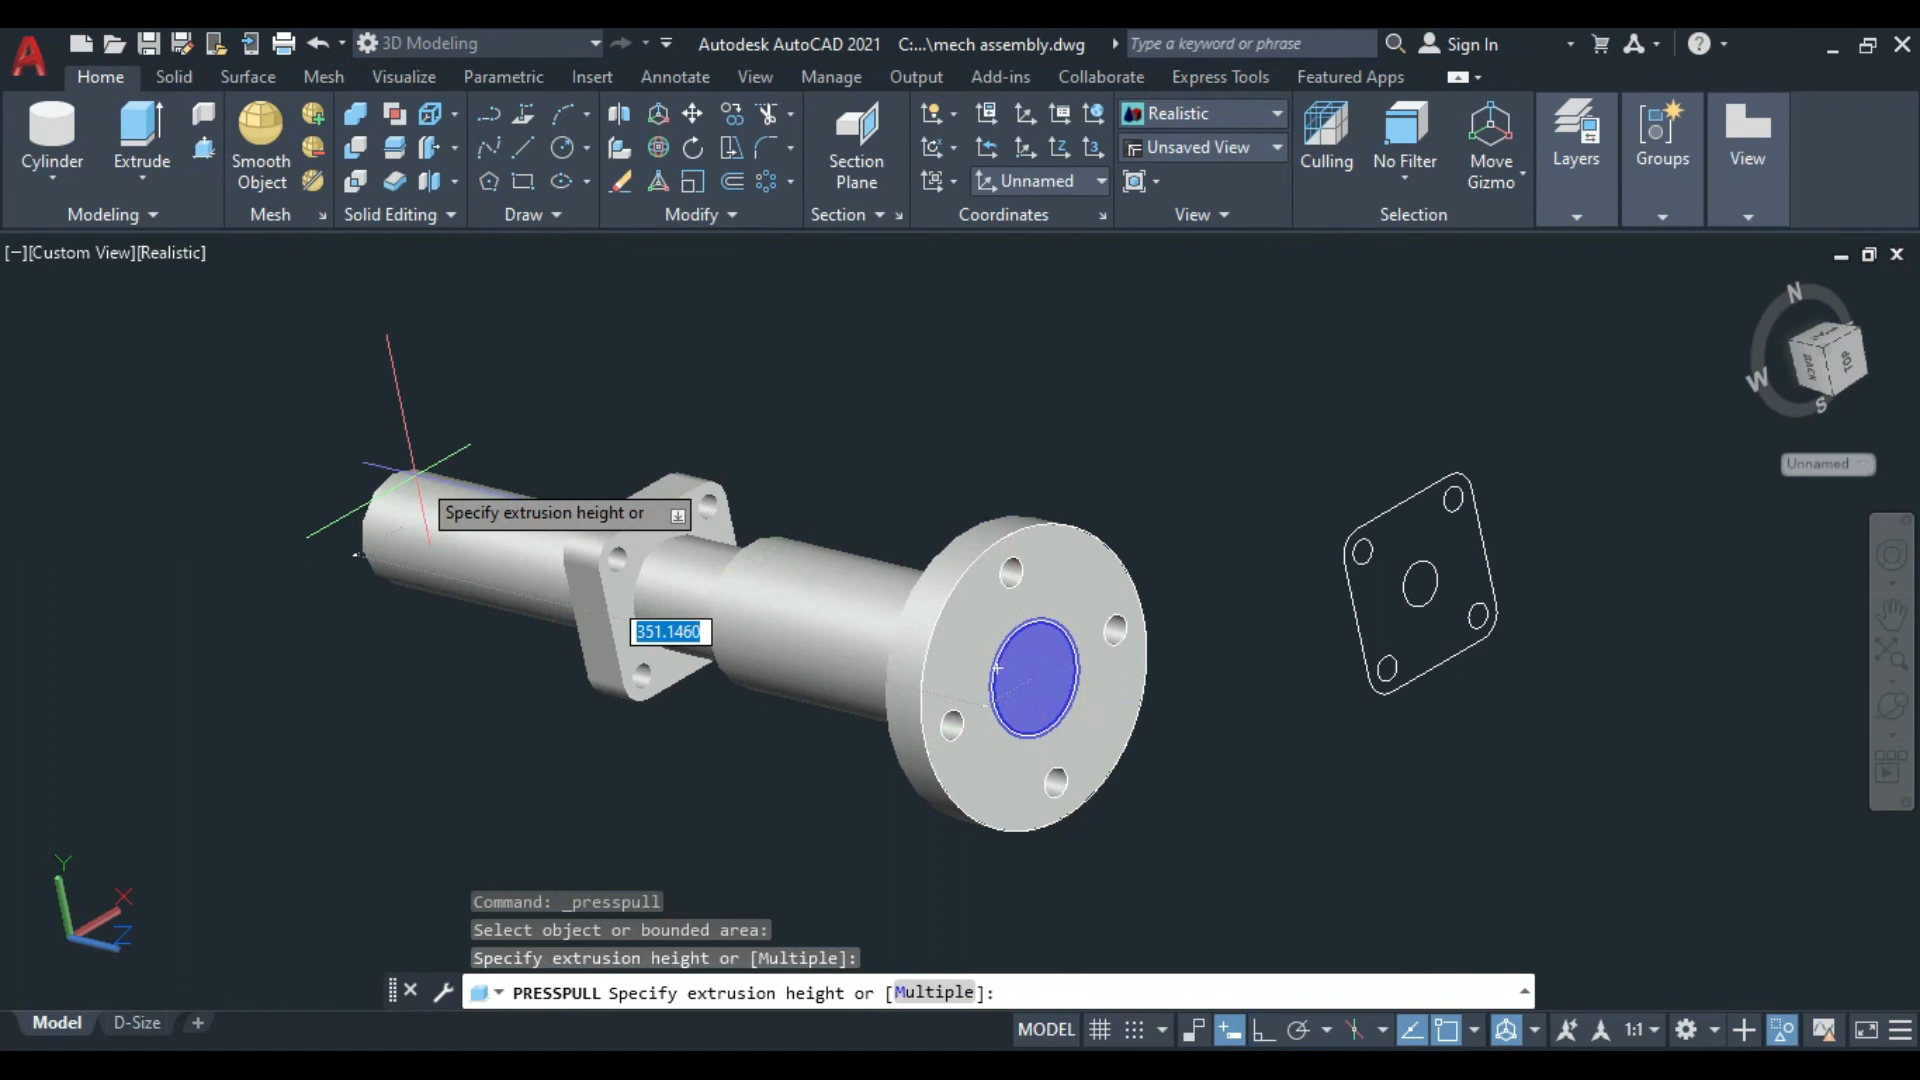 3D Modeling
Autodesk AutoCAD 2021 C:...\mech assembly.dwg
Type a keyword or phrase
Sign In
Home Solid Surface Mesh Visualize Parametric Insert Annotate View Manage Output Add-ins Collaborate Express Tools Featured Apps
Cylinder
Extrude
Smooth
Object
Section
Plane
Realistic
Unsaved View
Unnamed
Culling
No Filter
Move
Gizmo
Layers
Groups
View
Modeling Mesh Solid Editing Draw Modify Section Coordinates View Selection
[−][Custom View][Realistic]
N
W
S
BACK
TOP
Unnamed
Specify extrusion height or
351.1460
Y
X
Z
Command: _presspull
Select object or bounded area:
Specify extrusion height or [Multiple]:
PRESSPULL Specify extrusion height or [Multiple]:
Model D-Size +
MODEL
1:1